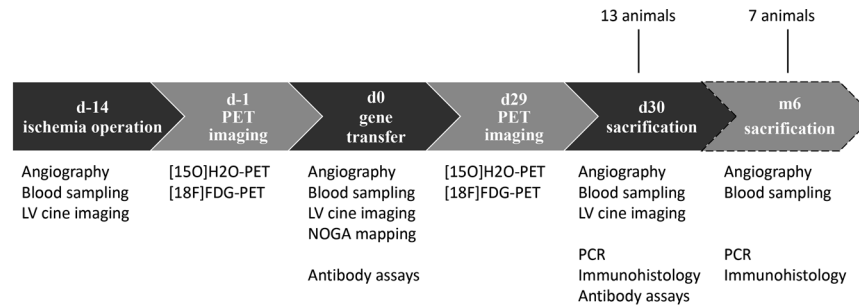 13 animals
7 animals
d-14
ischemia operation
d-1
PET
imaging
d0
gene
transfer
d29
PET
imaging
d30
sacrification
m6
sacrification
Angiography
Blood sampling
LV cine imaging
[15O]H2O-PET
[18F]FDG-PET
Angiography
Blood sampling
LV cine imaging
NOGA mapping
Antibody assays
[15O]H2O-PET
[18F]FDG-PET
Angiography
Blood sampling
LV cine imaging
PCR
Immunohistology
Antibody assays
Angiography
Blood sampling
PCR
Immunohistology